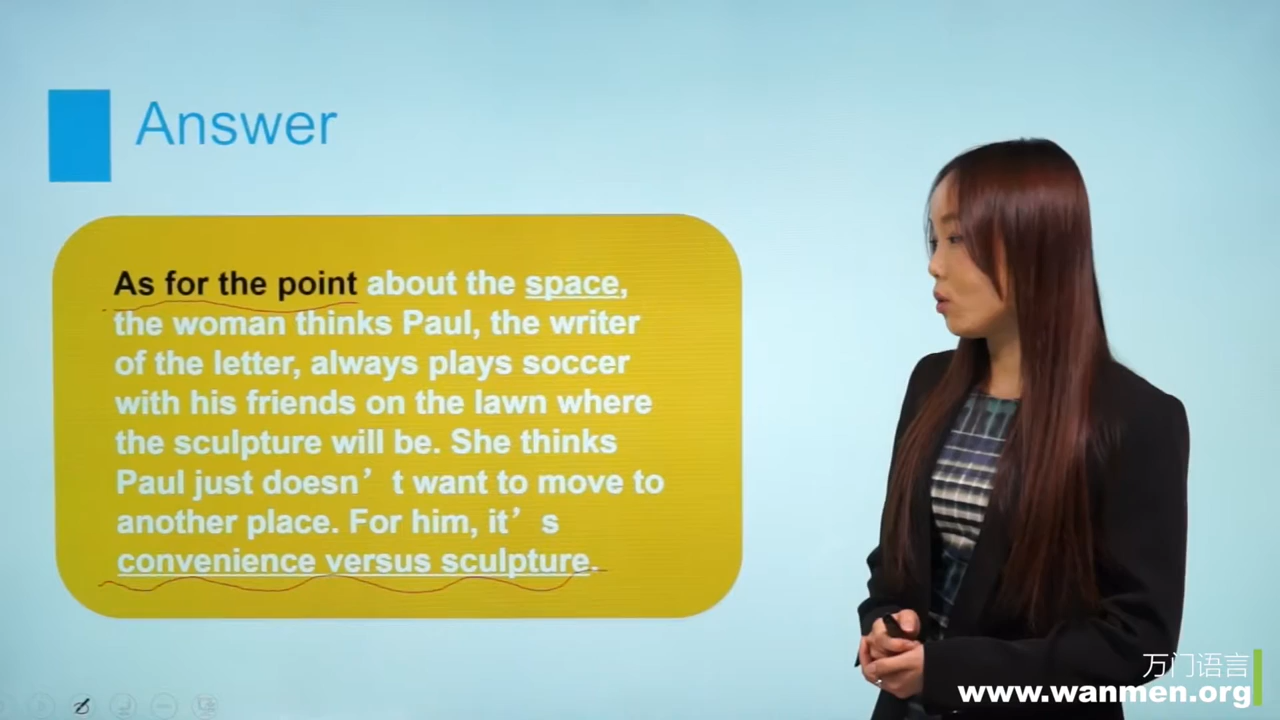 Answer
As for the point about the space,
the woman thinks Paul, the writer
of the letter, always plays soccer
with his friends on the lawn where
the sculpture will be. She thinks
Paul just doesn’t want to move to
another place. For him, it’s
convenience versus sculpture.
万门语言
www.wanmen.org